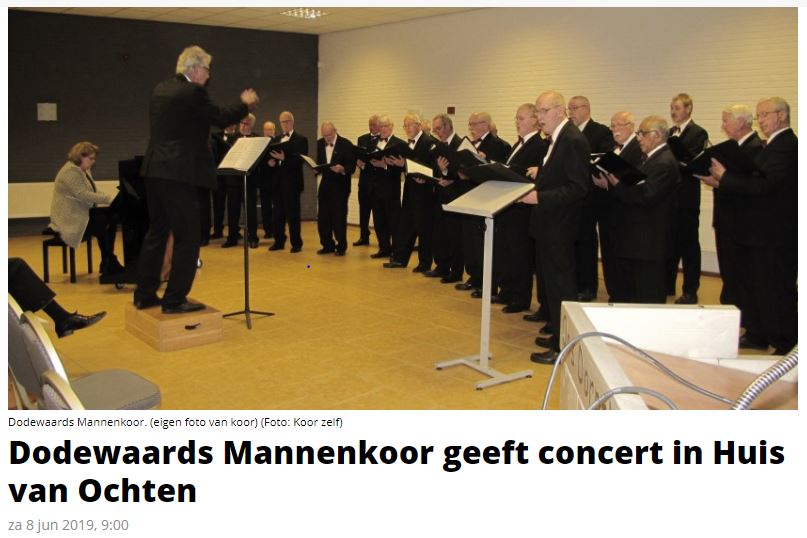 Dodewaards Mannenkoor. (eigen foto van koor) (Foto: Koor zelf)
Dodewaards Mannenkoor geeft concert in Huis
van Ochten
za 8 jun 2019, 9:00